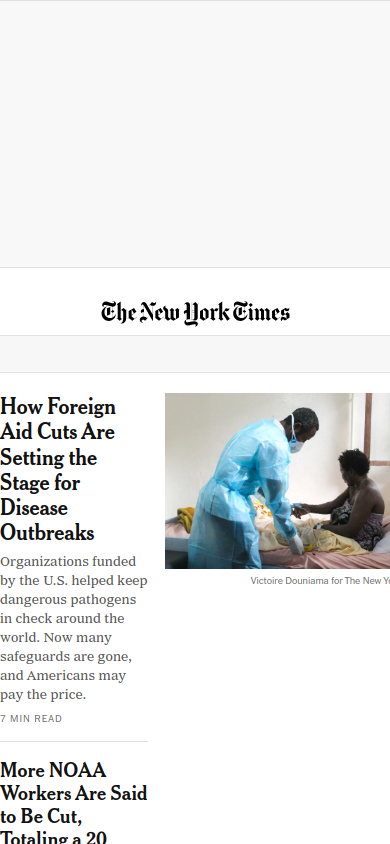 The New York Times
How Foreign
Aid Cuts Are
Setting the
Stage for
Disease
Outbreaks
Organizations funded
by the U.S. helped keep
dangerous pathogens
in check around the
world. Now many
safeguards are gone,
and Americans may
pay the price.
7 MIN READ
Victoire Douniama for The New Yo
More NOAA
Workers Are Said
to Be Cut,
Totaling a 20